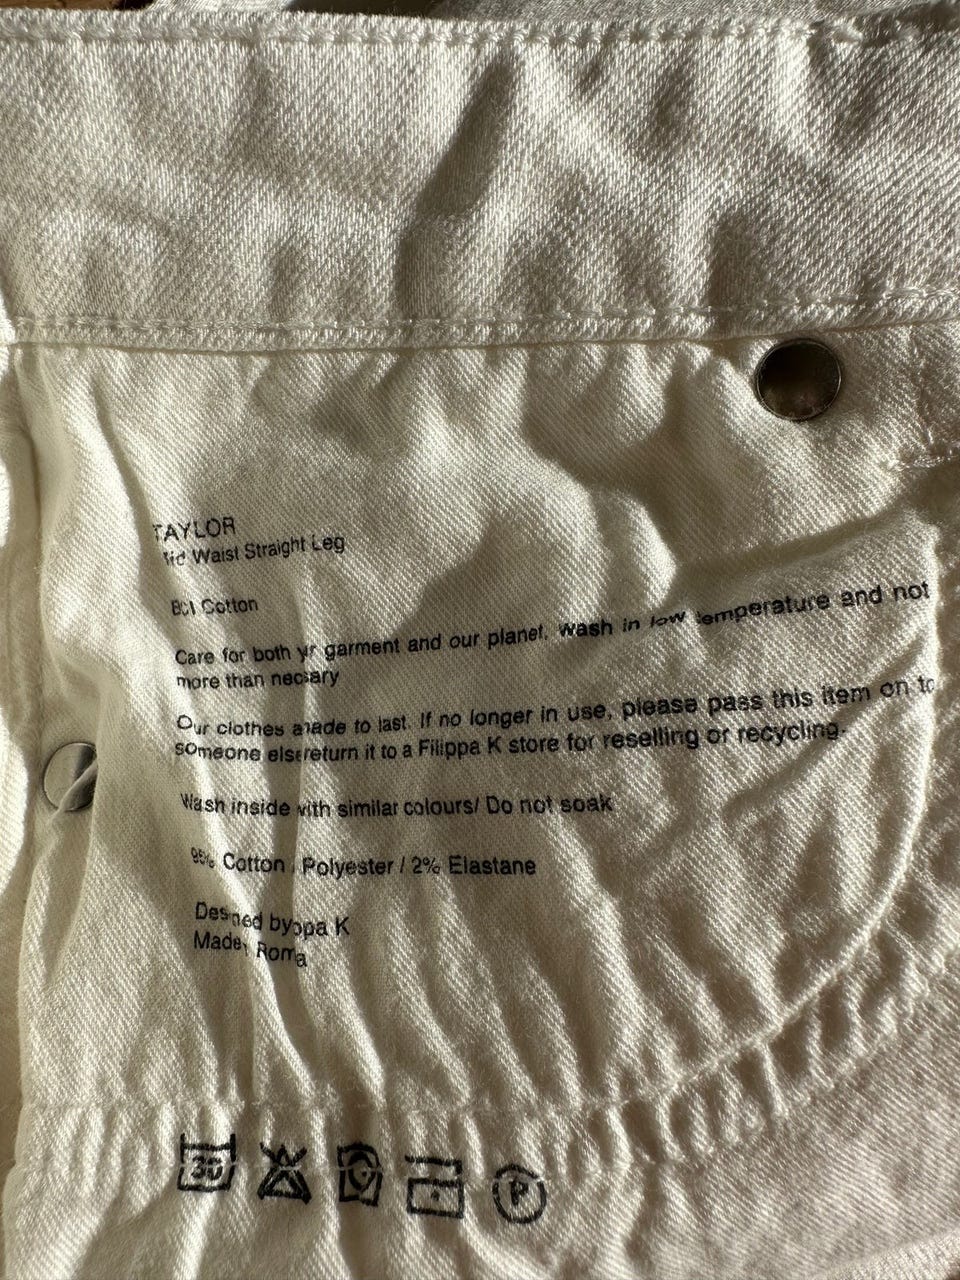 TAYLOR
Waist Straight Leg
BCI Cotton
Care for both garment and our planet. Wash in low temperature and not
more than
Our clothes to last. If no longer in use, please pass this item on to
someone return it to a Filippa K store for reselling or recycling.
Wash inside with similar colours/ Do not soak
Cotton Polyester / 2% Elastane
by K
Made
30
P